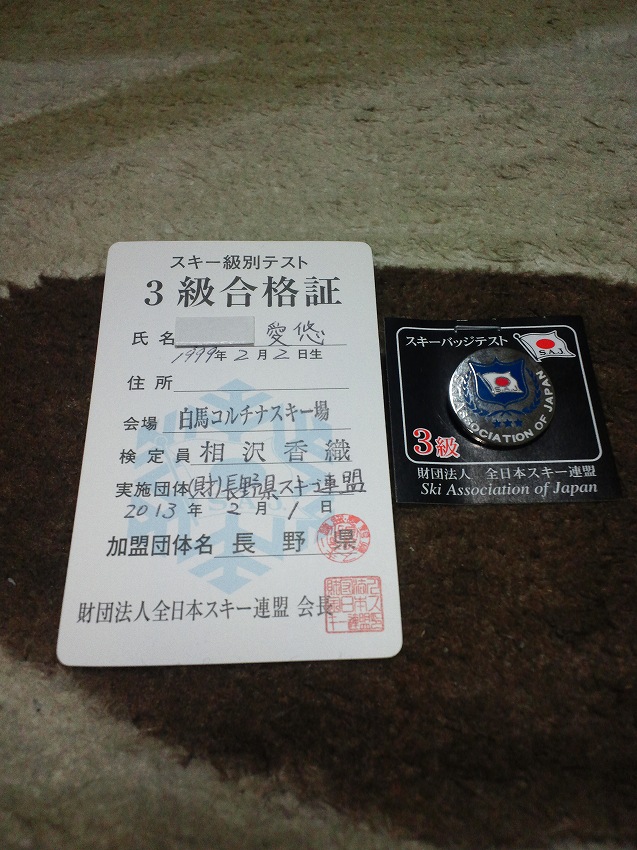 スキー級別テスト
3級合格証
氏名 愛悠
1999年2月2日生
住所
会場 白馬コルチナスキー場
検定員 相沢香織
実施団体 (財)長野県スキー連盟
2013年2月1日
加盟団体名 長野県
財団法人全日本スキー連盟 会長
スキーバッジテスト
S.A.J
S.A.J
ASSOCIATION OF JAPAN
3級
財団法人 全日本スキー連盟
Ski Association of Japan